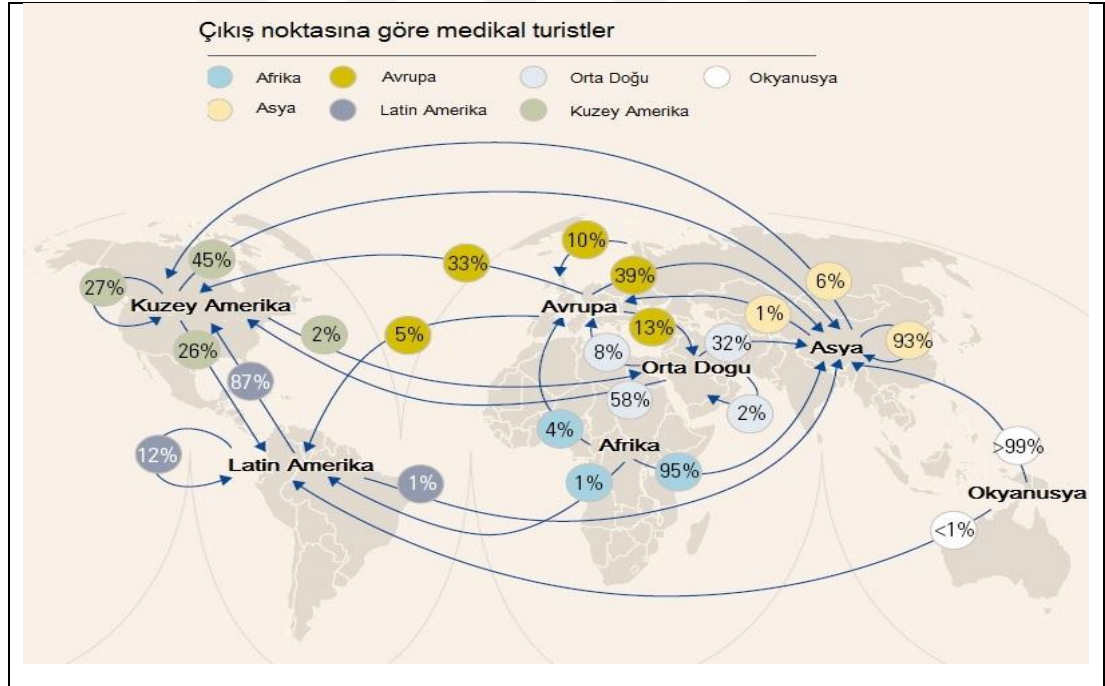 Çıkış noktasına göre medikal turistler
Afrika Avrupa Orta Doğu Okyanusya
Asya Latin Amerika Kuzey Amerika
10%
45%
33%
39%
6%
27%
Kuzey Amerika
Avrupa
1%
2%
5%
13%
32%
93%
26%
8%
Asya
Orta Dogu
87%
58%
2%
4%
Afrika
>99%
12%
Latin Amerika
1%
1%
95%
Okyanusya
<1%